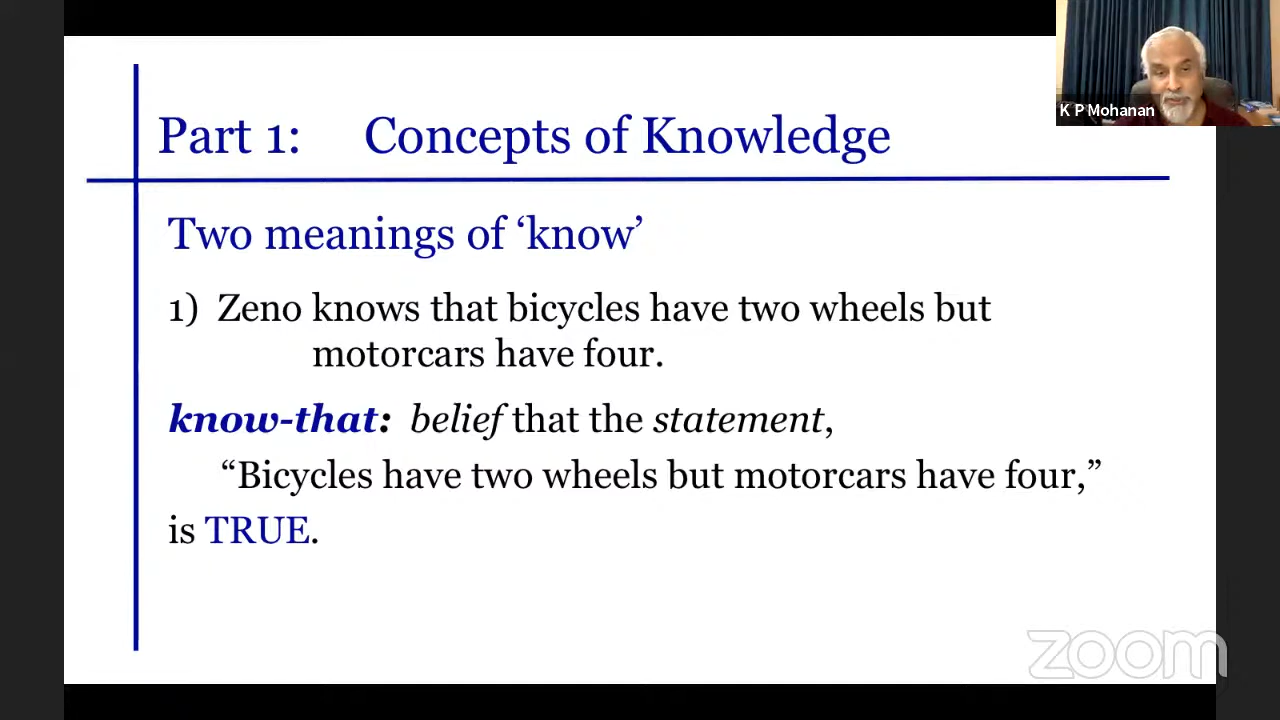 K P Mohanan
Part 1: Concepts of Knowledge
Two meanings of ‘know’
1) Zeno knows that bicycles have two wheels but
motorcars have four.
know-that: belief that the statement,
“Bicycles have two wheels but motorcars have four,”
is TRUE.
zoom